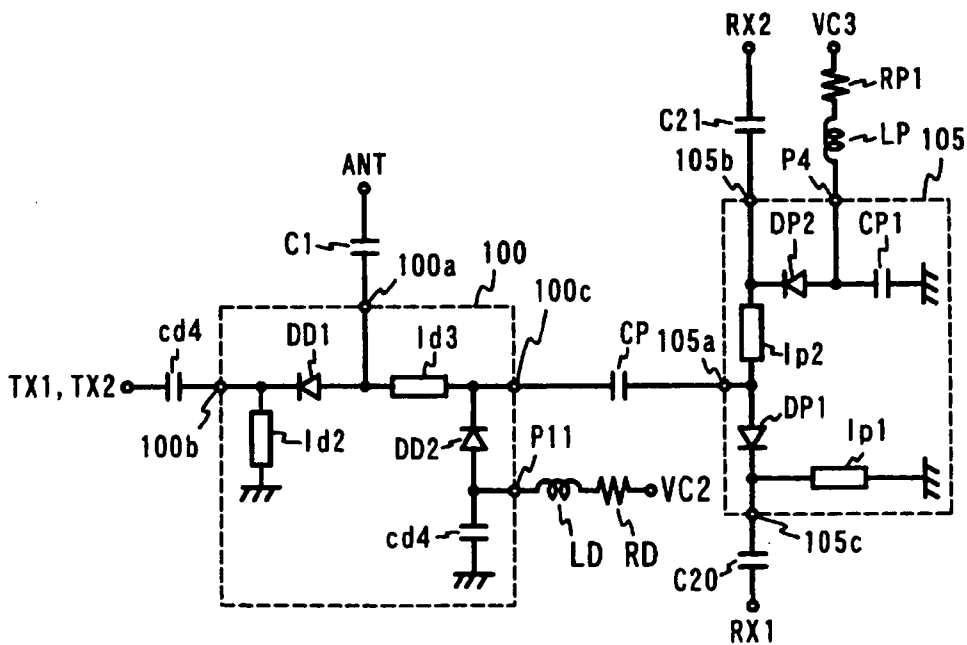 RX2 VC3
RP1
C21 LP
105
105b P4
ANT
DP2 CP1
C1
100
100a
100c
cd4 DD1 ld3 CP 105a lp2
TX1, TX2
DP1
100b ld2 DD2 P11 lp1
VC2
cd4 LD RD 105c
C20
RX1